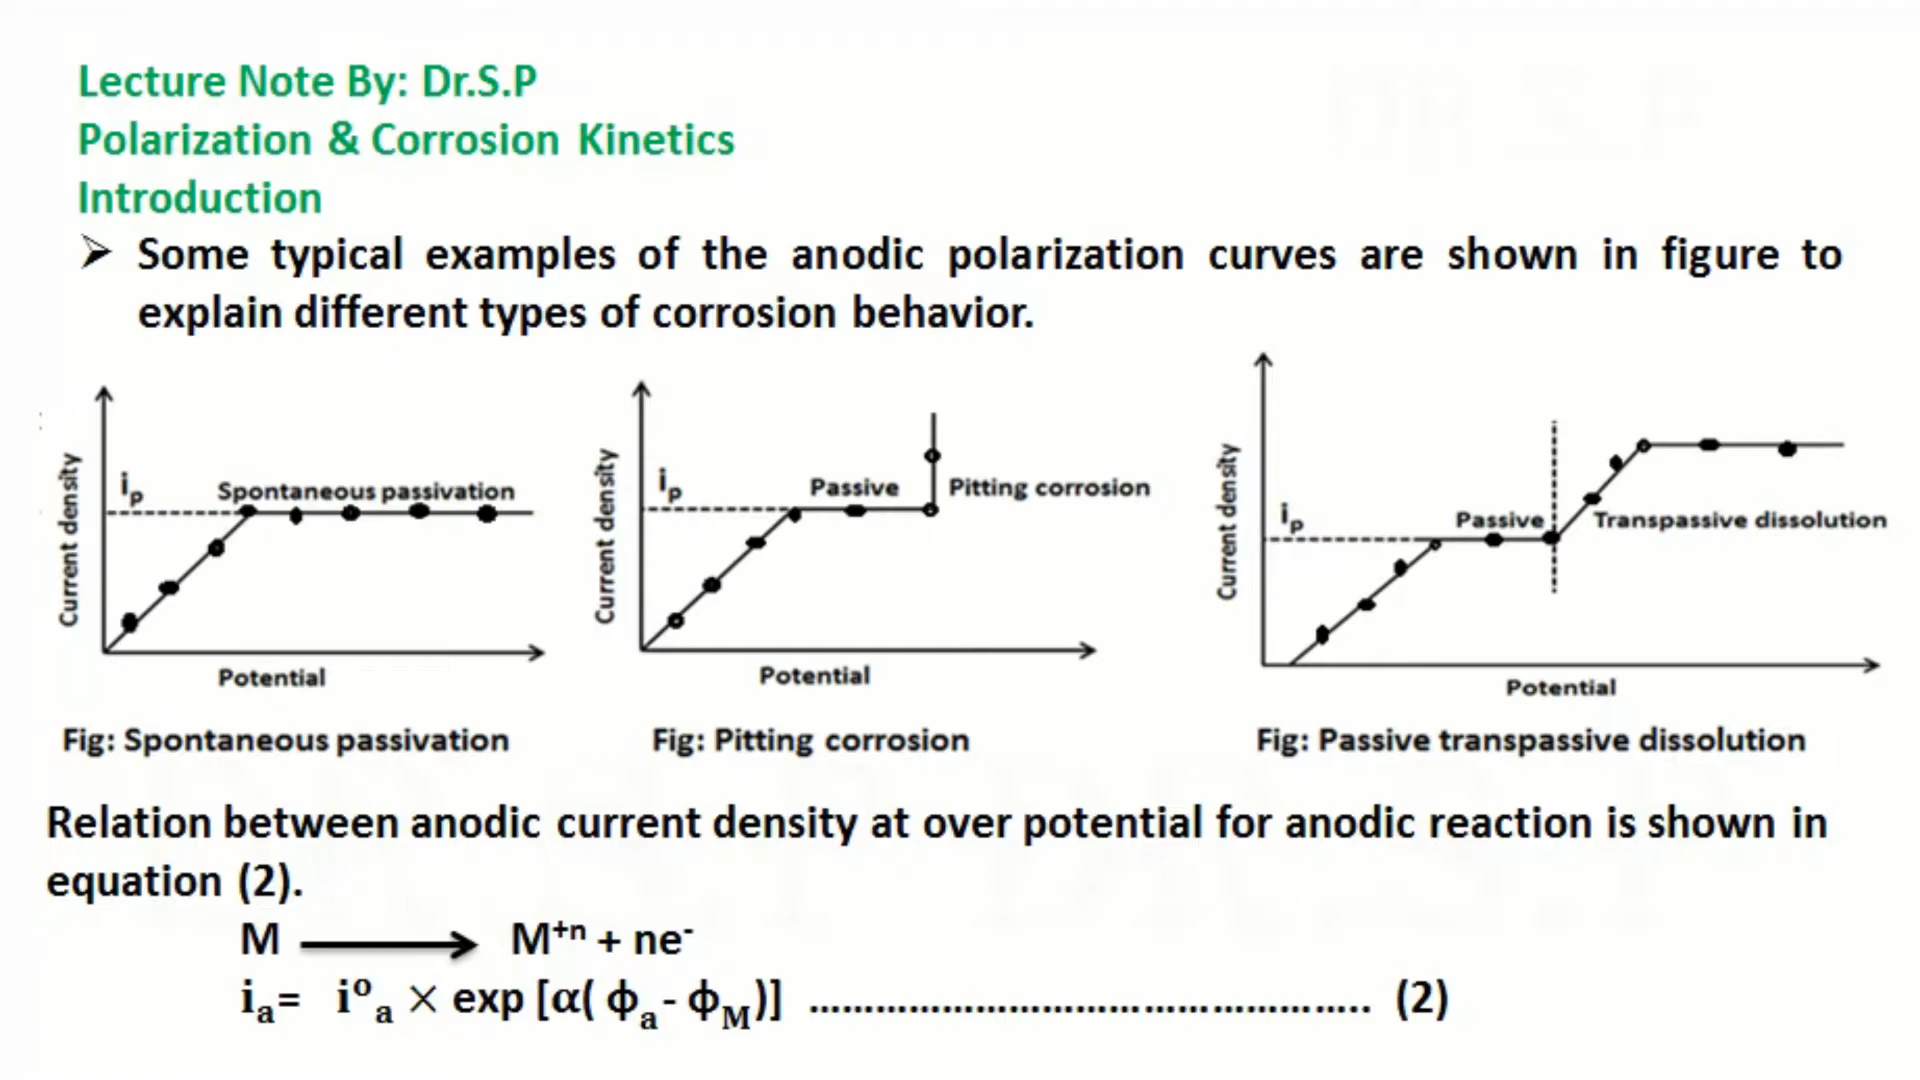 Lecture Note By: Dr.S.P
Polarization & Corrosion Kinetics
Introduction
➢ Some typical examples of the anodic polarization curves are shown in figure to
explain different types of corrosion behavior.
Current density
iₚ
Spontaneous passivation
Potential
Fig: Spontaneous passivation
Current density
iₚ
Passive
Pitting corrosion
Potential
Fig: Pitting corrosion
Current density
iₚ
Passive
Transpassive dissolution
Potential
Fig: Passive transpassive dissolution
Relation between anodic current density at over potential for anodic reaction is shown in
equation (2).
M ⟶ M⁺ⁿ + ne⁻
iₐ= i⁰ₐ × exp [α( ϕₐ- ϕ_M)] ................................................ (2)